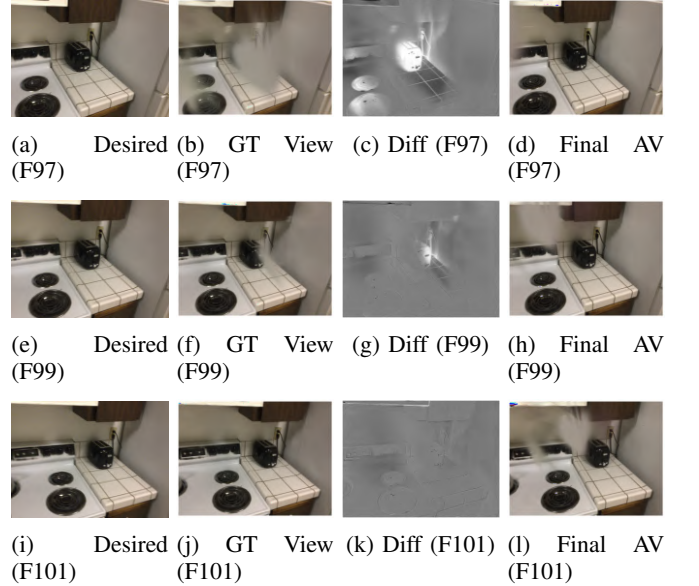 (a) Desired (F97)
(b) GT View (F97)
(c) Diff (F97)
(d) Final AV (F97)
(e) Desired (F99)
(f) GT View (F99)
(g) Diff (F99)
(h) Final AV (F99)
(i) Desired (F101)
(j) GT View (F101)
(k) Diff (F101)
(l) Final AV (F101)